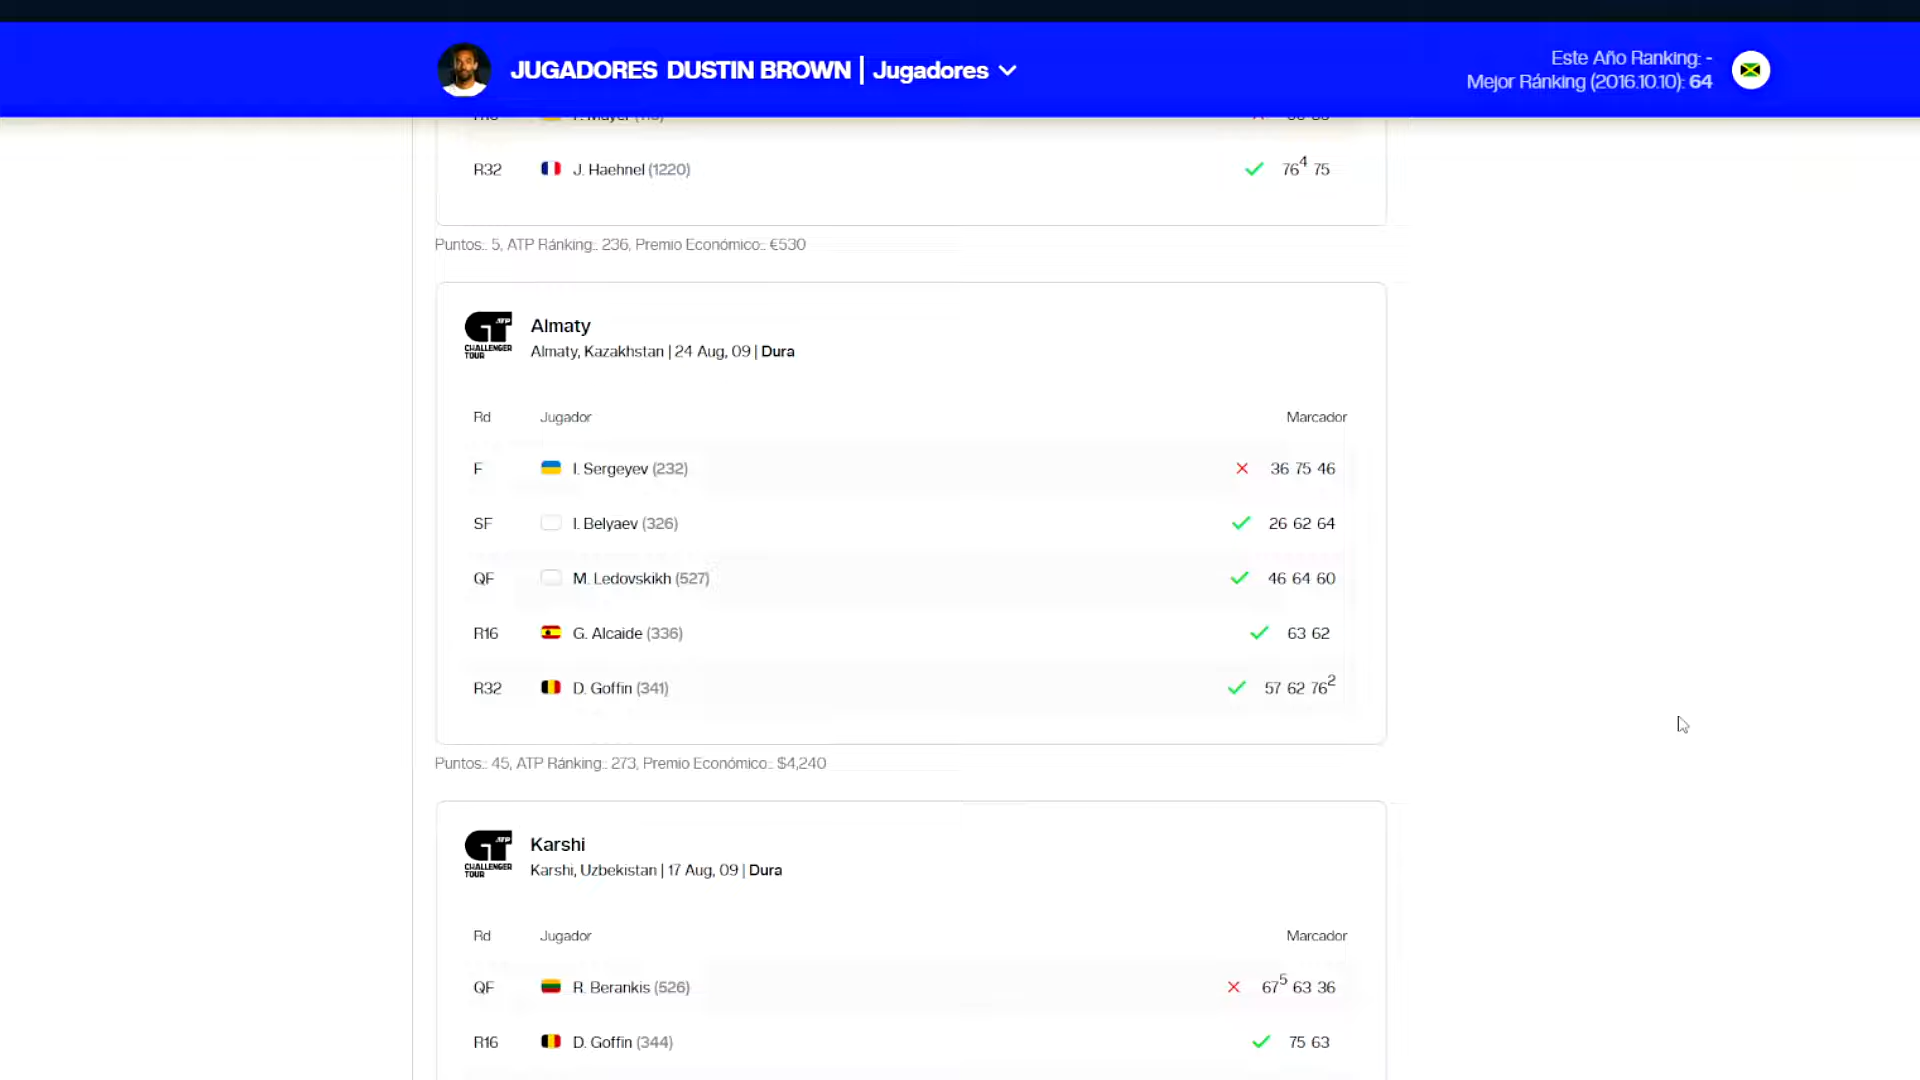 JUGADORES DUSTIN BROWN | Jugadores
Este Año Ranking: -
Mejor Ránking (2016.10.10): 64
R32 J. Haehnel (1220) 76⁴ 75
Puntos.: 5, ATP Ránking.: 236, Premio Económico.: €530
ATP
CHALLENGER
TOUR
Almaty
Almaty, Kazakhstan | 24 Aug, 09 | Dura
Rd Jugador Marcador
F I. Sergeyev (232) 36 75 46
SF I. Belyaev (326) 26 62 64
QF M. Ledovskikh (527) 46 64 60
R16 G. Alcaide (336) 63 62
R32 D. Goffin (341) 57 62 76²
Puntos.: 45, ATP Ránking.: 273, Premio Económico.: $4,240
ATP
CHALLENGER
TOUR
Karshi
Karshi, Uzbekistan | 17 Aug, 09 | Dura
Rd Jugador Marcador
QF R. Berankis (526) 67⁵ 63 36
R16 D. Goffin (344) 75 63